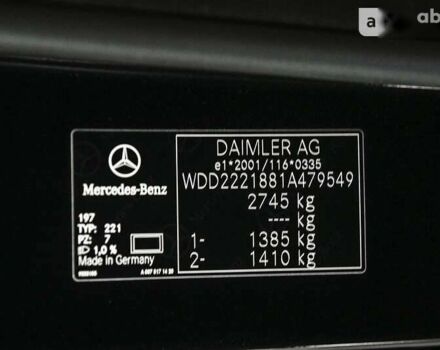 a
DAIMLER AG
e1*2001/116*0335
WDD2221881A479549
2745 kg
---- kg
1- 1385 kg
2- 1410 kg
Mercedes-Benz
197
TYP: 221
PZ: 7
1,0 %
Made in Germany